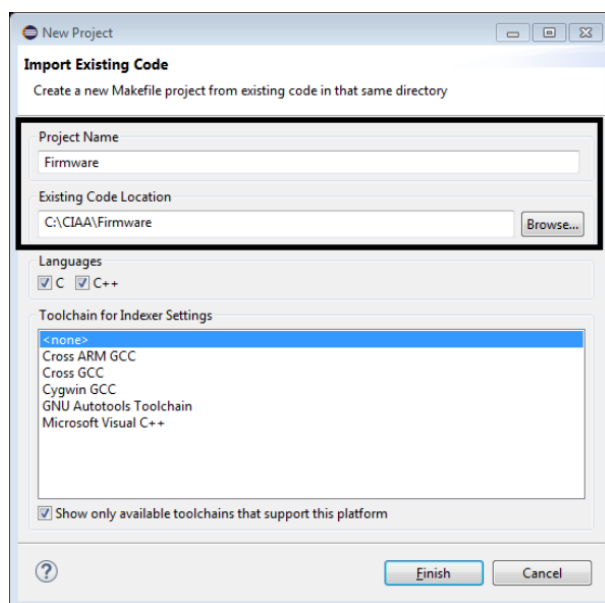 New Project
Import Existing Code
Create a new Makefile project from existing code in that same directory
Project Name
Firmware
Existing Code Location
C:\CIAA\Firmware
Browse...
Languages
C C++
Toolchain for Indexer Settings
<none>
Cross ARM GCC
Cross GCC
Cygwin GCC
GNU Autotools Toolchain
Microsoft Visual C++
Show only available toolchains that support this platform
? Finish Cancel